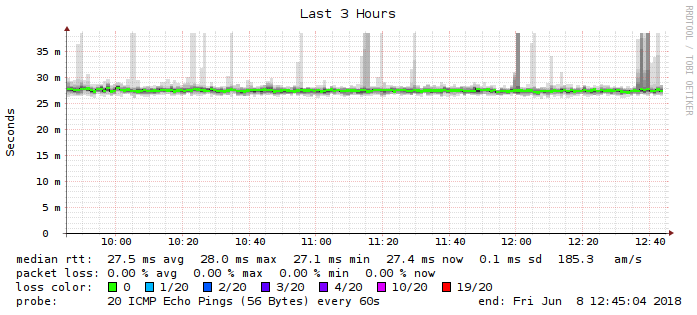 Last 3 Hours
RRDTOOL / TOBI OETIKER
Seconds
35 m
30 m
25 m
20 m
15 m
10 m
5 m
0
10:00 10:20 10:40 11:00 11:20 11:40 12:00 12:20 12:40
median rtt: 27.5 ms avg 28.0 ms max 27.1 ms min 27.4 ms now 0.1 ms sd 185.3 am/s
packet loss: 0.00 % avg 0.00 % max 0.00 % min 0.00 % now
loss color: 0 1/20 2/20 3/20 4/20 10/20 19/20
probe: 20 ICMP Echo Pings (56 Bytes) every 60s end: Fri Jun 8 12:45:04 2018